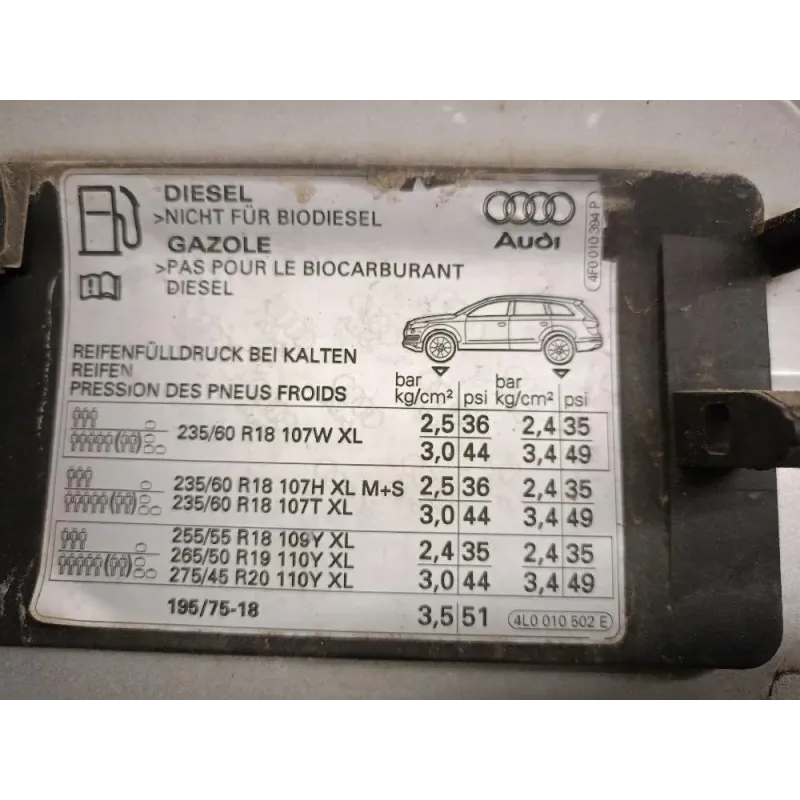 DIESEL
>NICHT FÜR BIODIESEL
GAZOLE
>PAS POUR LE BIOCARBURANT
DIESEL
Audi
4F0 010 394 P
REIFENFÜLLDRUCK BEI KALTEN
REIFEN
PRESSION DES PNEUS FROIDS
bar bar
kg/cm² psi kg/cm² psi
235/60 R18 107W XL 2,5 36 2,4 35
3,0 44 3,4 49
235/60 R18 107H XL M+S 2,5 36 2,4 35
235/60 R18 107T XL 3,0 44 3,4 49
255/55 R18 109Y XL
265/50 R19 110Y XL 2,4 35 2,4 35
275/45 R20 110Y XL 3,0 44 3,4 49
195/75-18 3,5 51 4L0 010 502 E